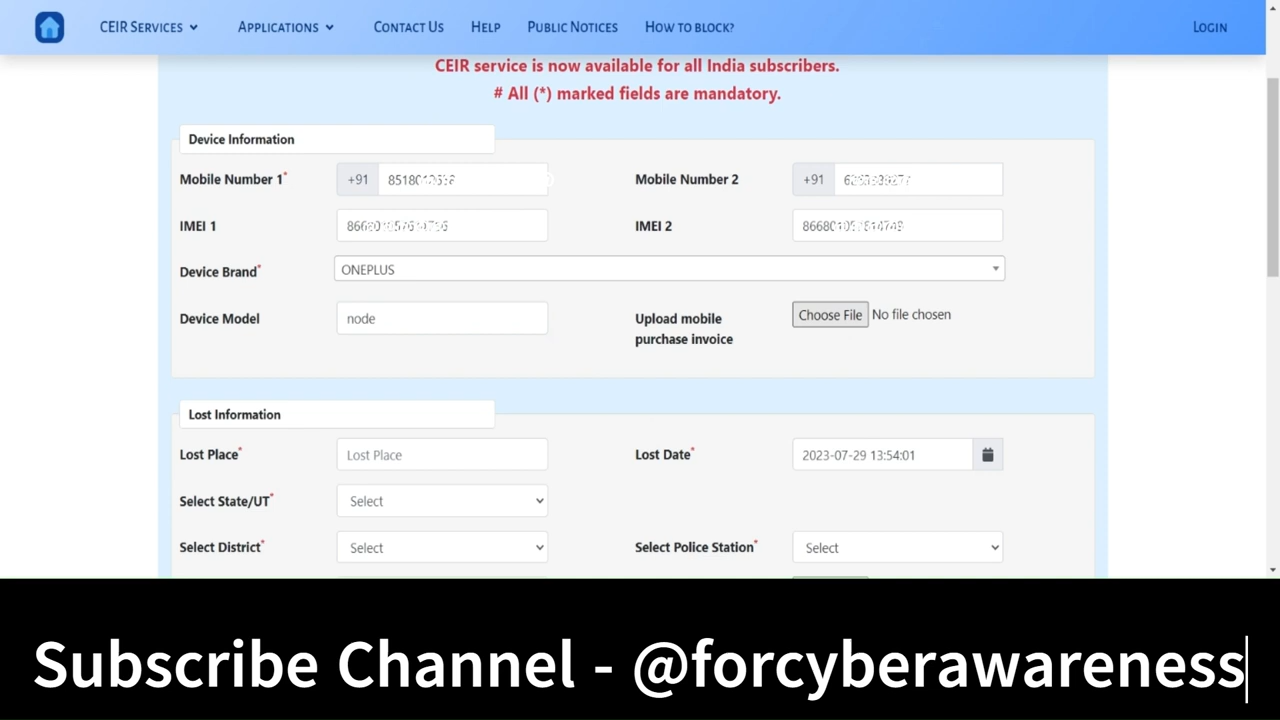 CEIR SERVICES APPLICATIONS CONTACT US HELP PUBLIC NOTICES HOW TO BLOCK? LOGIN
CEIR service is now available for all India subscribers.
# All (*) marked fields are mandatory.
Device Information
Mobile Number 1* +91 Mobile Number 2 +91
IMEI 1 IMEI 2
Device Brand* ONEPLUS
Device Model node Upload mobile purchase invoice Choose File No file chosen
Lost Information
Lost Place* Lost Place Lost Date* 2023-07-29 13:54:01
Select State/UT* Select
Select District* Select Select Police Station* Select
Subscribe Channel - @forcyberawareness